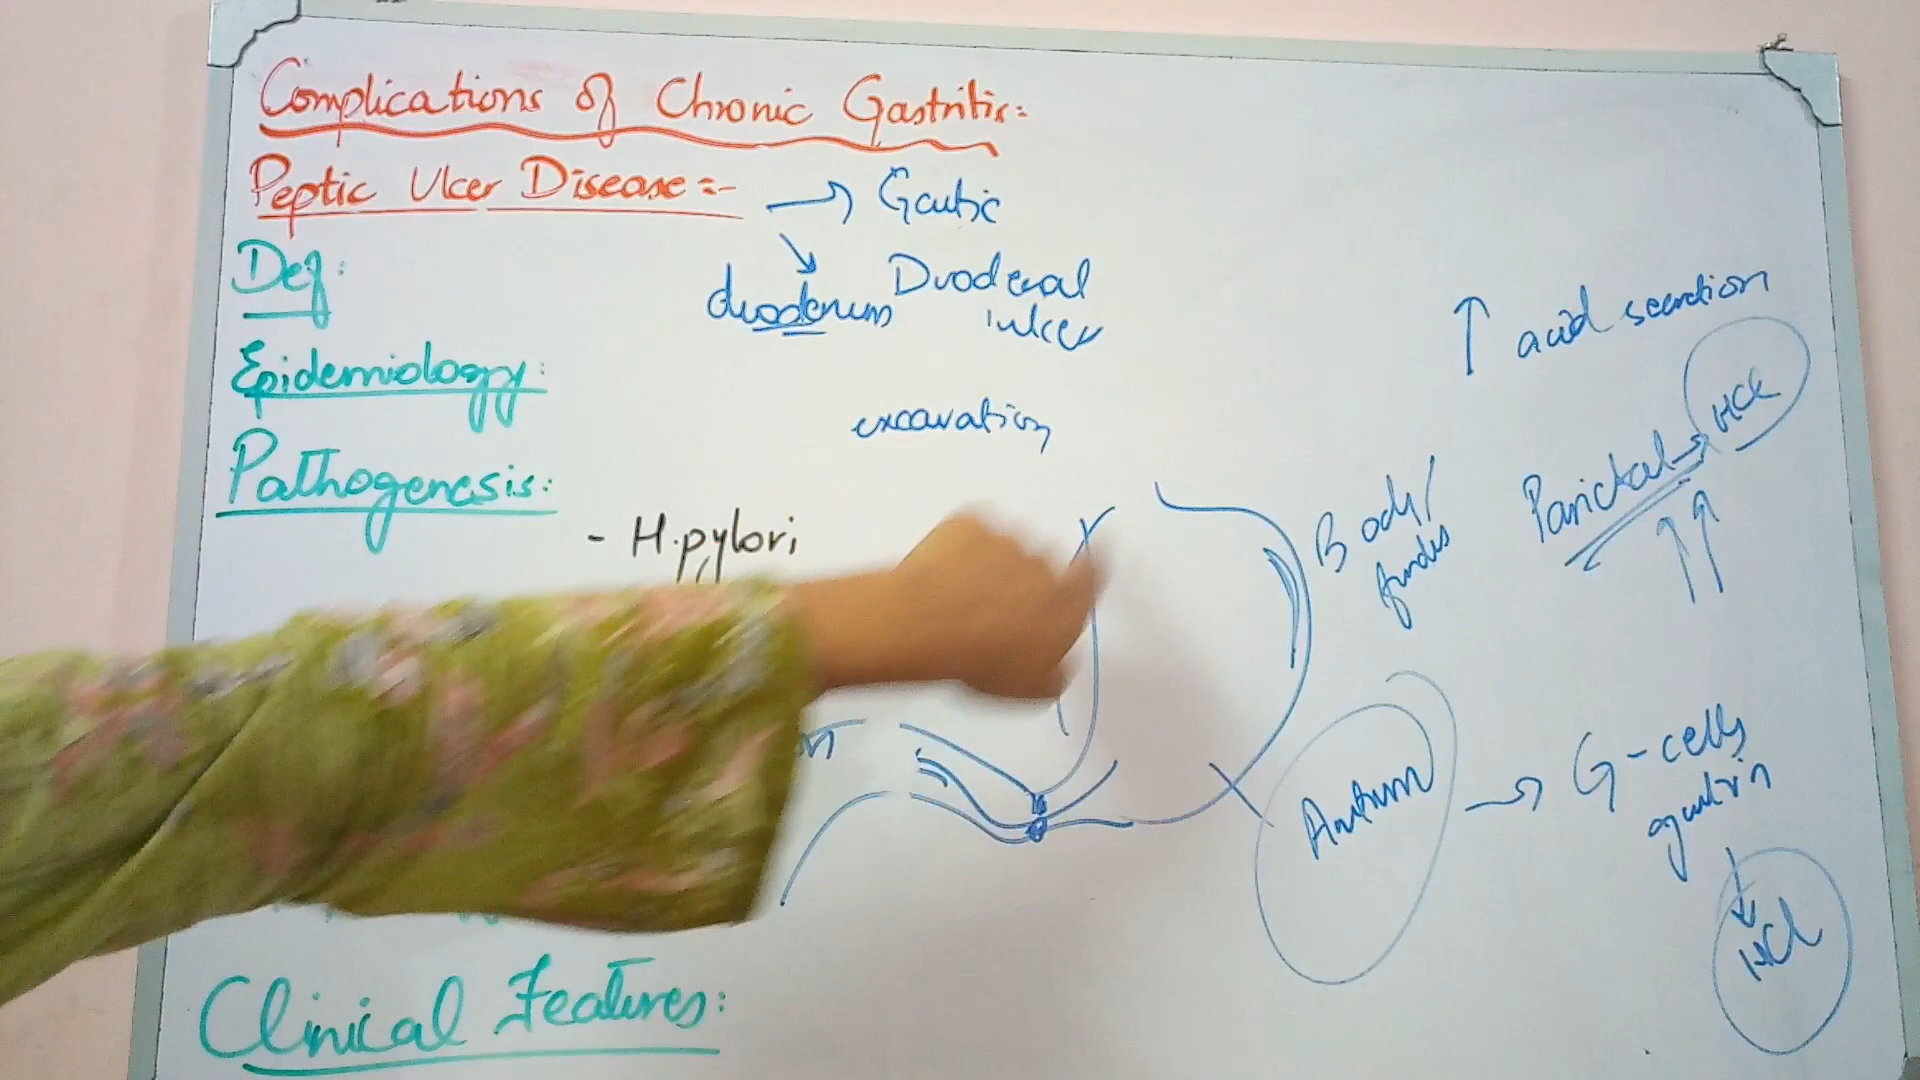 Complications of Chronic Gastritis:
Peptic Ulcer Disease:-
→ Gastric
Def:
↘ Duodenal
duodenum
ulcer
Epidemiology:
excavation
Pathogenesis:
- H.pylori
↑ acid secretion
Parietal → HCl
↑↑
Body/
fundus
Antrum → G-cells
gastrin
↓
HCl
Clinical Features: